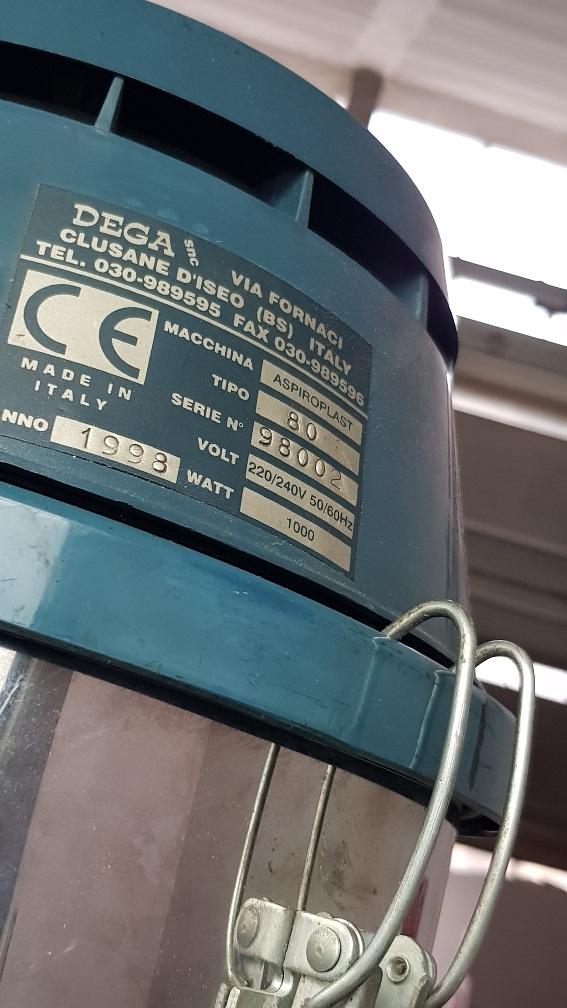 DEGA snc VIA FORNACI
CLUSANE D'ISEO (BS) ITALY
TEL. 030-989595 FAX 030-989596
CE
MADE IN
ITALY
MACCHINA ASPIROPLAST
TIPO 80
SERIE N° 98002
VOLT 220/240V 50/60Hz
NNO 1998 WATT 1000